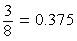 3/8 = 0.375